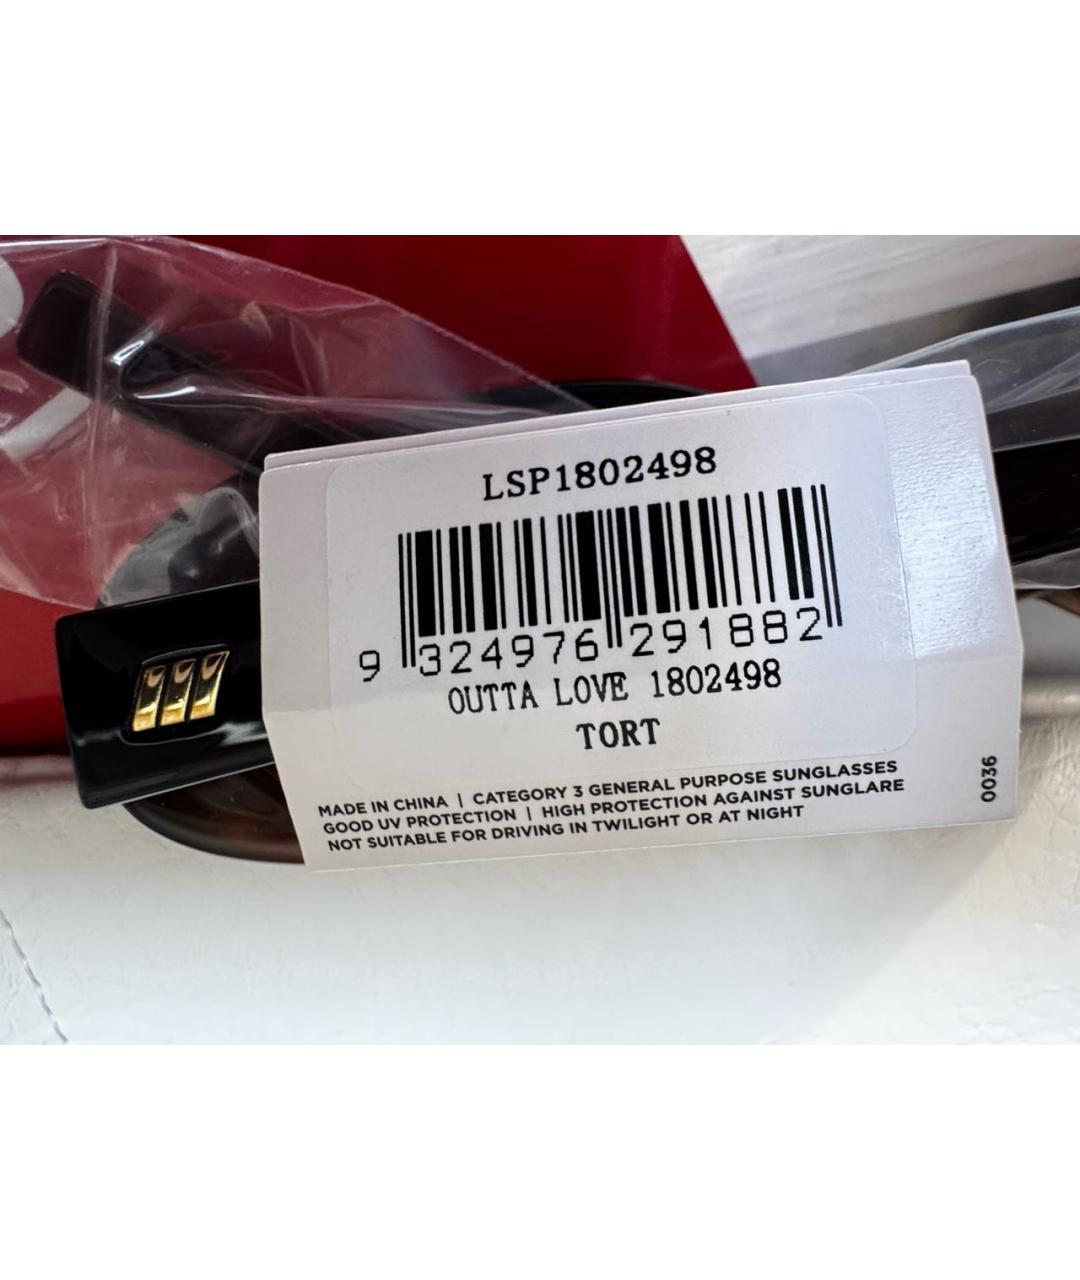 LSP1802498
9 324976 291882
OUTTA LOVE 1802498
TORT
MADE IN CHINA | CATEGORY 3 GENERAL PURPOSE SUNGLASSES
GOOD UV PROTECTION | HIGH PROTECTION AGAINST SUNGLARE
NOT SUITABLE FOR DRIVING IN TWILIGHT OR AT NIGHT
0036